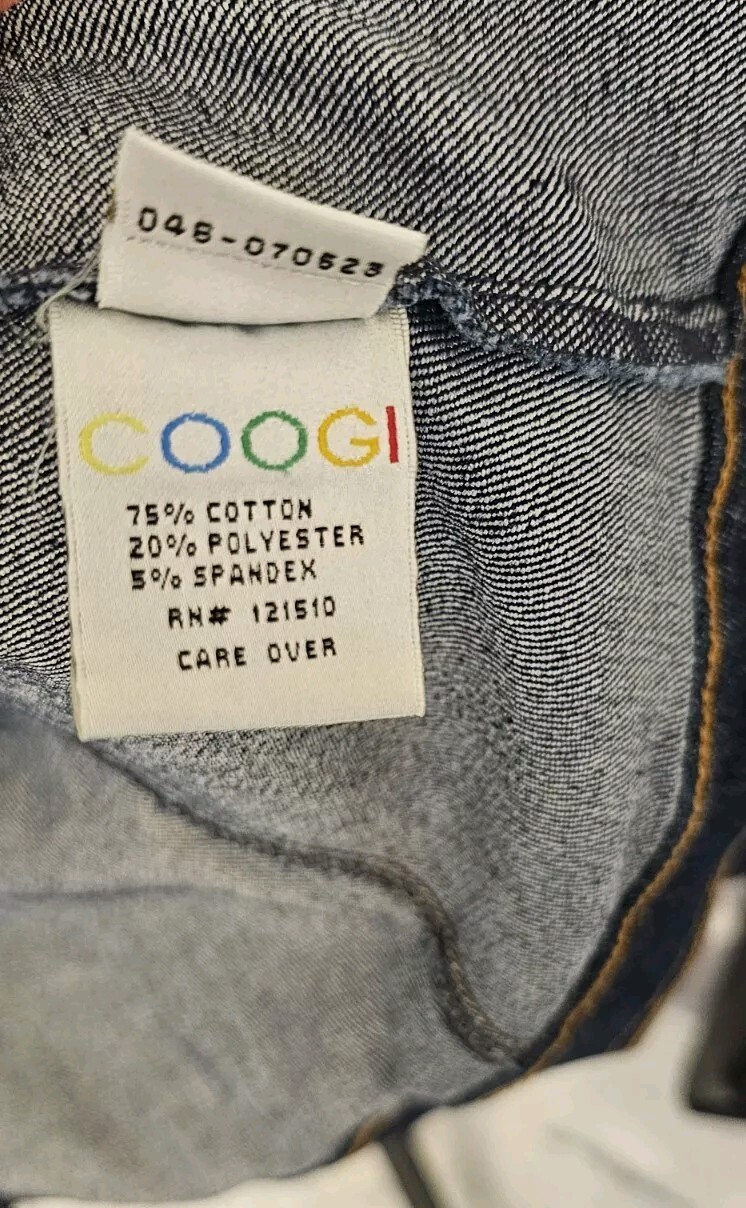 048-070623
COOGI
75% COTTON
20% POLYESTER
5% SPANDEX
RN# 121510
CARE OVER